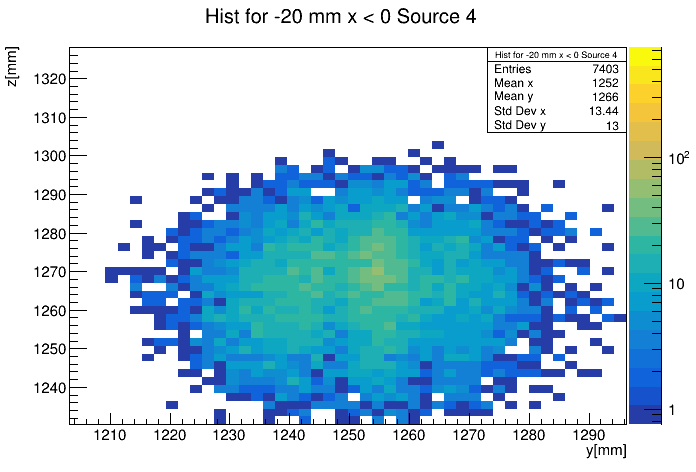 Hist for -20 mm x < 0 Source 4
z[mm]
Hist for -20 mm x < 0 Source 4
Entries 7403
Mean x 1252
Mean y 1266
Std Dev x 13.44
Std Dev y 13
1320
1310
1300
1290
1280
1270
1260
1250
1240
10²
10
1
1210 1220 1230 1240 1250 1260 1270 1280 1290
y[mm]